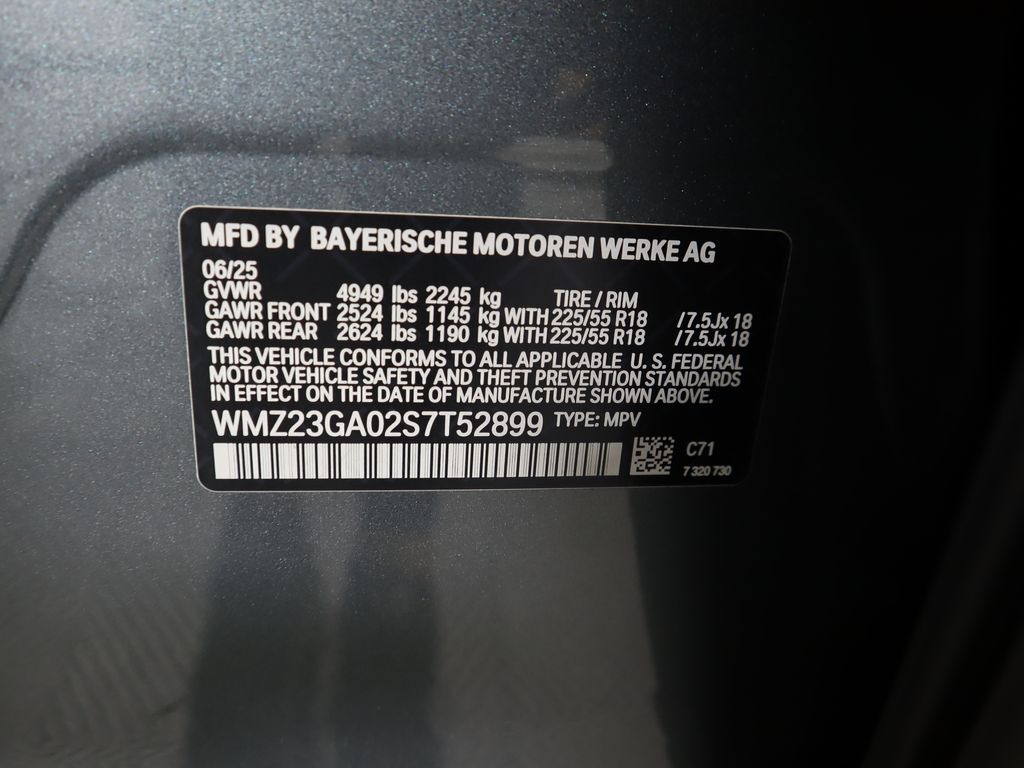 MFD BY BAYERISCHE MOTOREN WERKE AG
06/25
GVWR 4949 lbs 2245 kg TIRE / RIM
GAWR FRONT 2524 lbs 1145 kg WITH 225/55 R18 /7.5Jx 18
GAWR REAR 2624 lbs 1190 kg WITH 225/55 R18 /7.5Jx 18
THIS VEHICLE CONFORMS TO ALL APPLICABLE U. S. FEDERAL
MOTOR VEHICLE SAFETY AND THEFT PREVENTION STANDARDS
IN EFFECT ON THE DATE OF MANUFACTURE SHOWN ABOVE.
WMZ23GA02S7T52899 TYPE: MPV
C71
7 320 730